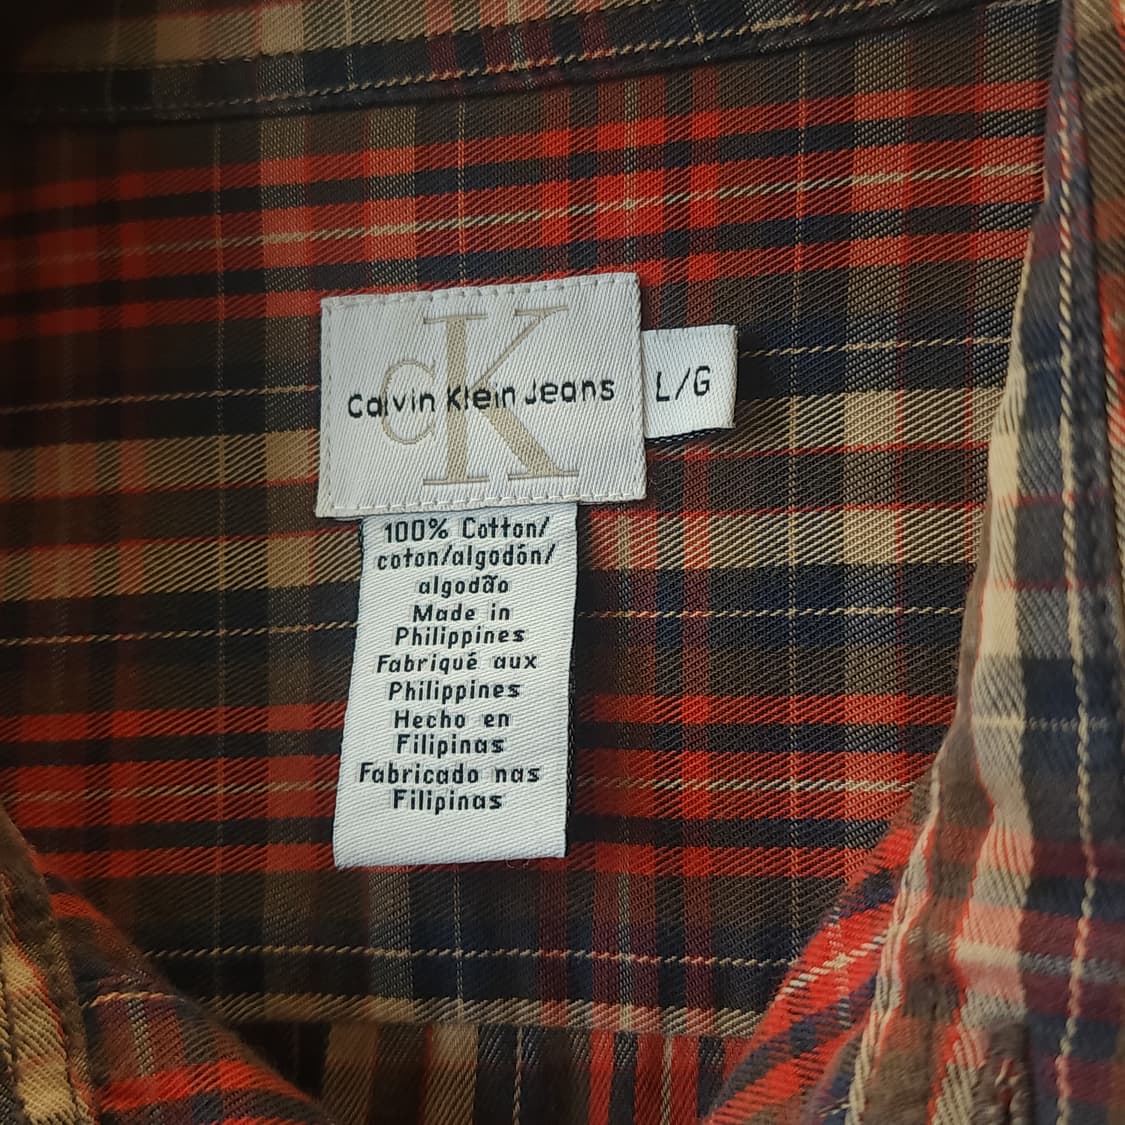 cK
Calvin Klein Jeans
L/G
100% Cotton/
coton/algodón/
algodão
Made in
Philippines
Fabriqué aux
Philippines
Hecho en
Filipinas
Fabricado nas
Filipinas